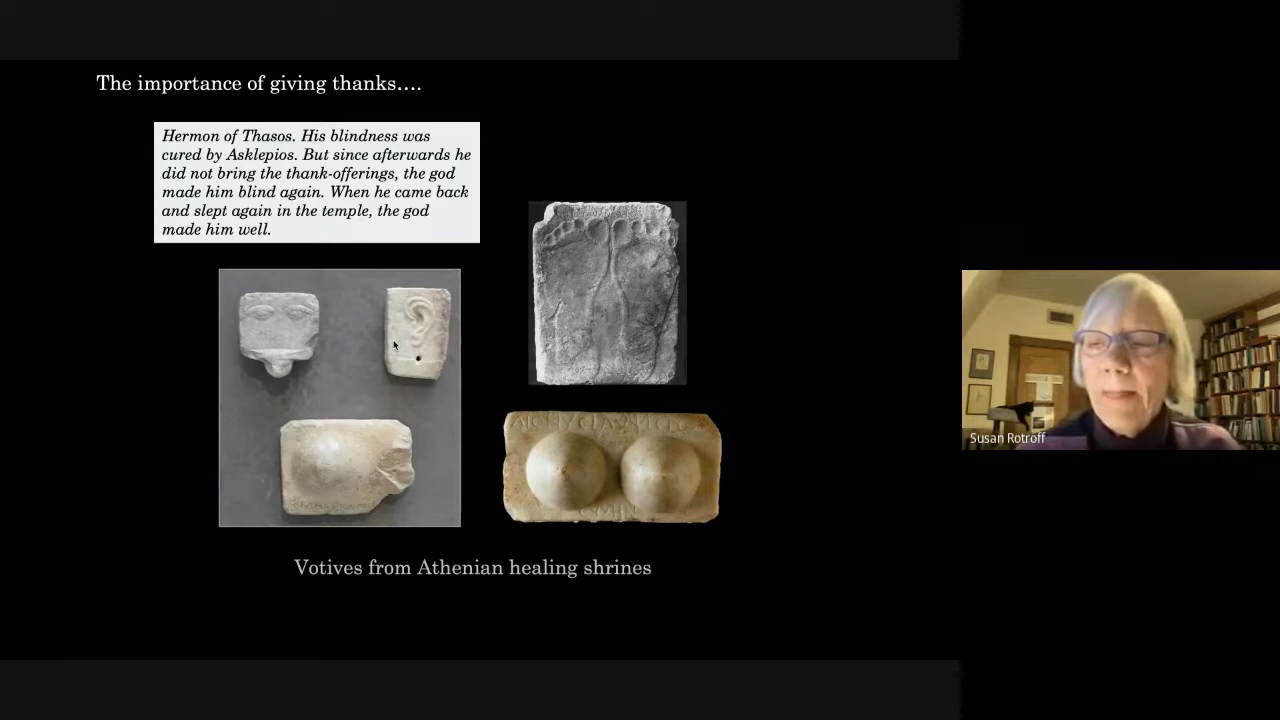 The importance of giving thanks….
Hermon of Thasos. His blindness was
cured by Asklepios. But since afterwards he
did not bring the thank-offerings, the god
made him blind again. When he came back
and slept again in the temple, the god
made him well.
Votives from Athenian healing shrines
Susan Rotroff